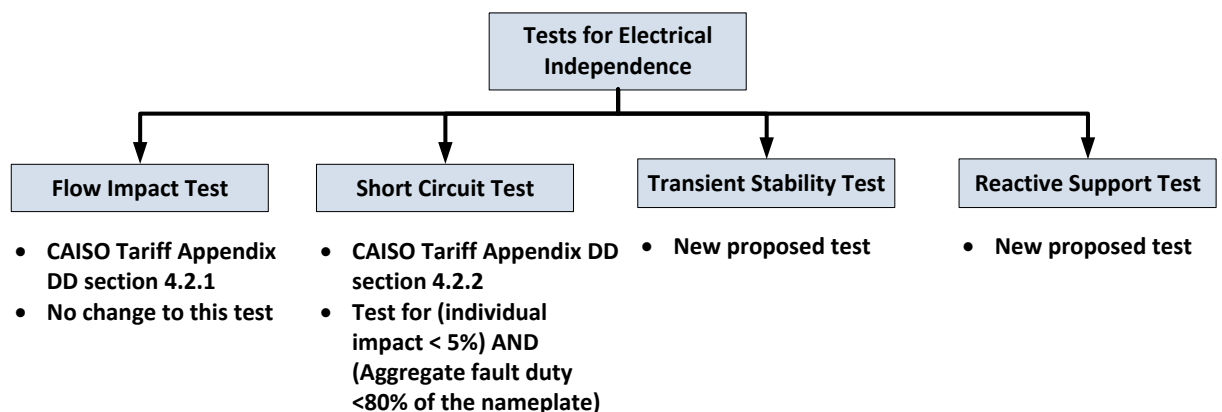 Tests for Electrical
Independence
Flow Impact Test
Short Circuit Test
Transient Stability Test
Reactive Support Test
• CAISO Tariff Appendix
DD section 4.2.1
• No change to this test
• CAISO Tariff Appendix DD
section 4.2.2
• Test for (individual
impact < 5%) AND
(Aggregate fault duty
<80% of the nameplate)
• New proposed test
• New proposed test